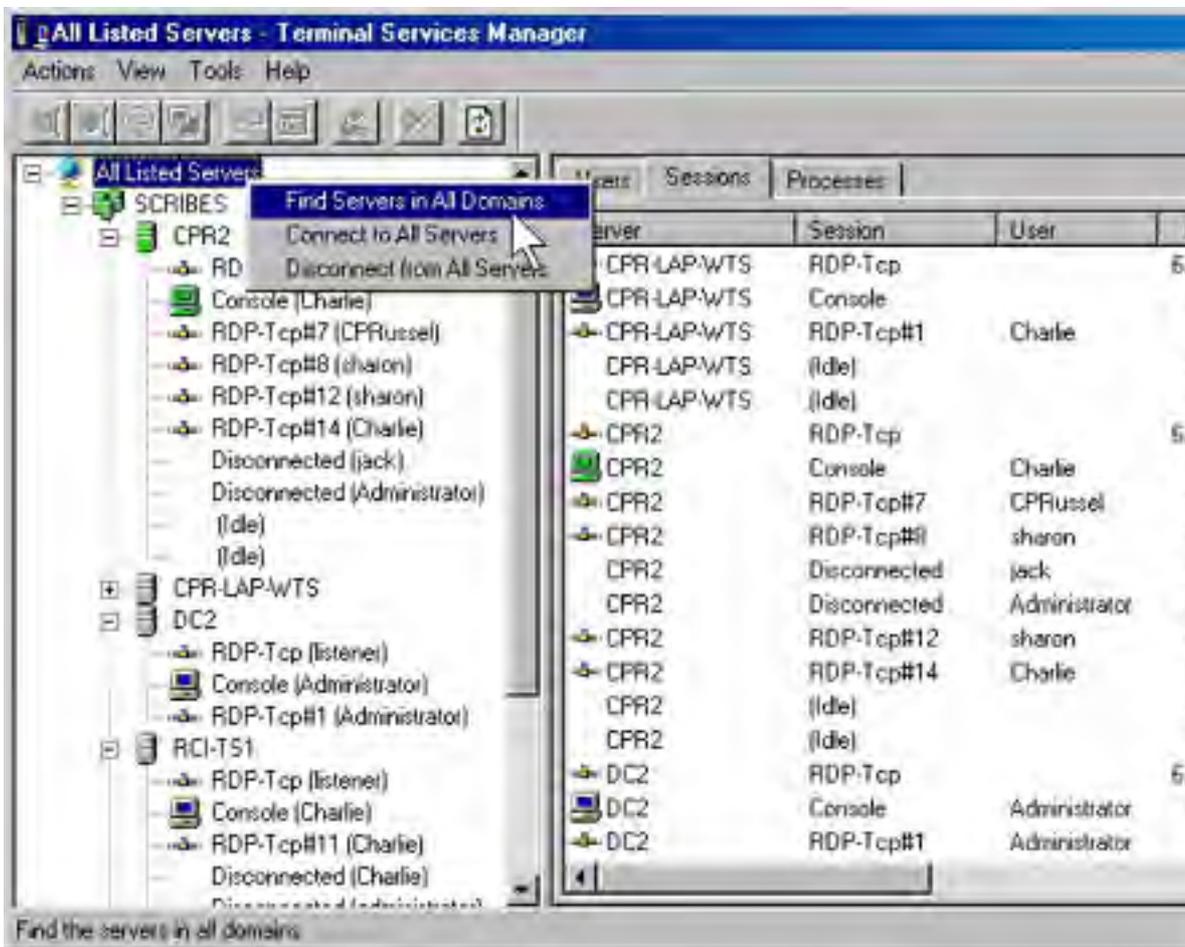 All Listed Servers - Terminal Services Manager
Actions View Tools Help
All Listed Servers
SCRIBES
CPR2
RD
Console (Charlie)
RDP-Tcp#7 (CPRussel)
RDP-Tcp#8 (sharon)
RDP-Tcp#12 (sharon)
RDP-Tcp#14 (Charlie)
Disconnected (jack)
Disconnected (Administrator)
(Idle)
(Idle)
CPR-LAP-WTS
DC2
RDP-Tcp (listener)
Console (Administrator)
RDP-Tcp#1 (Administrator)
RCI-TS1
RDP-Tcp (listener)
Console (Charlie)
RDP-Tcp#11 (Charlie)
Disconnected (Charlie)
Disconnected (administrator)
Find Servers in All Domains
Connect to All Servers
Disconnect from All Servers
Users Sessions Processes
Server Session User
CPR-LAP-WTS RDP-Tcp 6
CPR-LAP-WTS Console
CPR-LAP-WTS RDP-Tcp#1 Charlie
CPR-LAP-WTS (Idle)
CPR-LAP-WTS (Idle)
CPR2 RDP-Tcp 6
CPR2 Console Charlie
CPR2 RDP-Tcp#7 CPRussel
CPR2 RDP-Tcp#8 sharon
CPR2 Disconnected jack
CPR2 Disconnected Administrator
CPR2 RDP-Tcp#12 sharon
CPR2 RDP-Tcp#14 Charlie
CPR2 (Idle)
CPR2 (Idle)
DC2 RDP-Tcp 6
DC2 Console Administrator
DC2 RDP-Tcp#1 Administrator
Find the servers in all domains